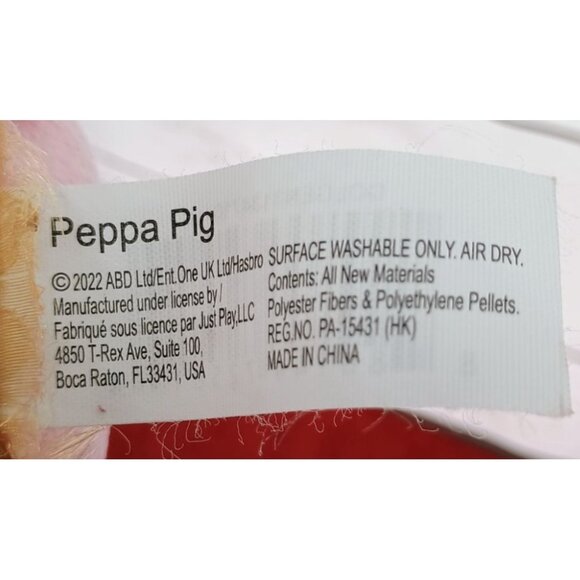 Peppa Pig
© 2022 ABD Ltd/Ent.One UK Ltd/Hasbro
Manufactured under license by /
Fabriqué sous licence par Just Play,LLC
4850 T-Rex Ave, Suite 100,
Boca Raton, FL33431, USA
SURFACE WASHABLE ONLY. AIR DRY.
Contents: All New Materials
Polyester Fibers & Polyethylene Pellets.
REG.NO. PA-15431 (HK)
MADE IN CHINA